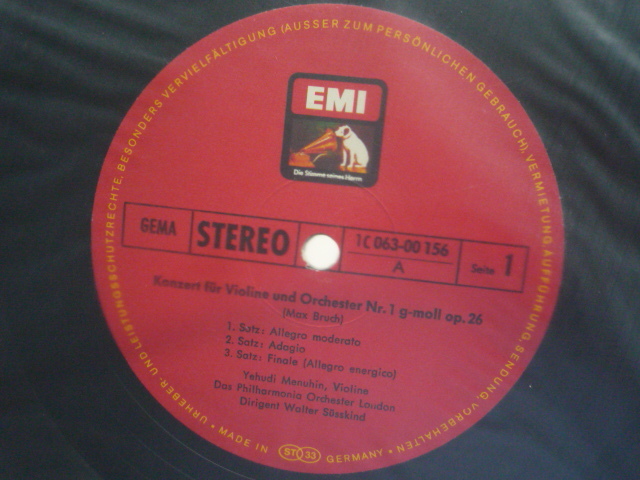 URHEBER- UND LEISTUNGSSCHUTZRECHTE, BESONDERS VERVIELFÄLTIGUNG (AUSSER ZUM PERSÖNLICHEN GEBRAUCH), VERMIETUNG, AUFFÜHRUNG, SENDUNG, VORBEHALTEN •
EMI
Die Stimme seines Herrn
GEMA STEREO 1C 063-00 156 Seite 1
A
Konzert für Violine und Orchester Nr. 1 g-moll op. 26
(Max Bruch)
1. Satz: Allegro moderato
2. Satz: Adagio
3. Satz: Finale (Allegro energico)
Yehudi Menuhin, Violine
Das Philharmonia Orchester London
Dirigent Walter Süsskind
• MADE IN ST 33 GERMANY •